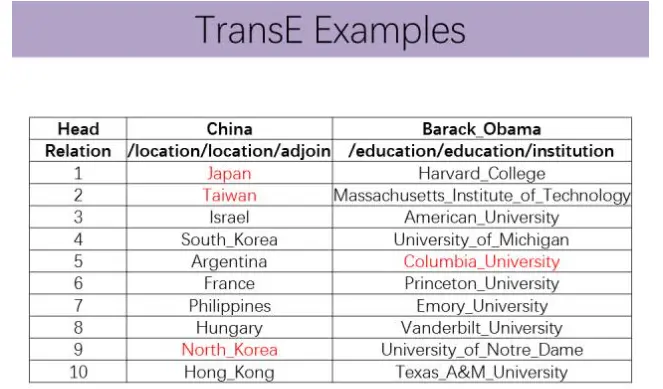 TransE Examples
Head China Barack_Obama
Relation /location/location/adjoin /education/education/institution
1 Japan Harvard_College
2 Taiwan Massachusetts_Institute_of_Technology
3 Israel American_University
4 South_Korea University_of_Michigan
5 Argentina Columbia_University
6 France Princeton_University
7 Philippines Emory_University
8 Hungary Vanderbilt_University
9 North_Korea University_of_Notre_Dame
10 Hong_Kong Texas_A&M_University